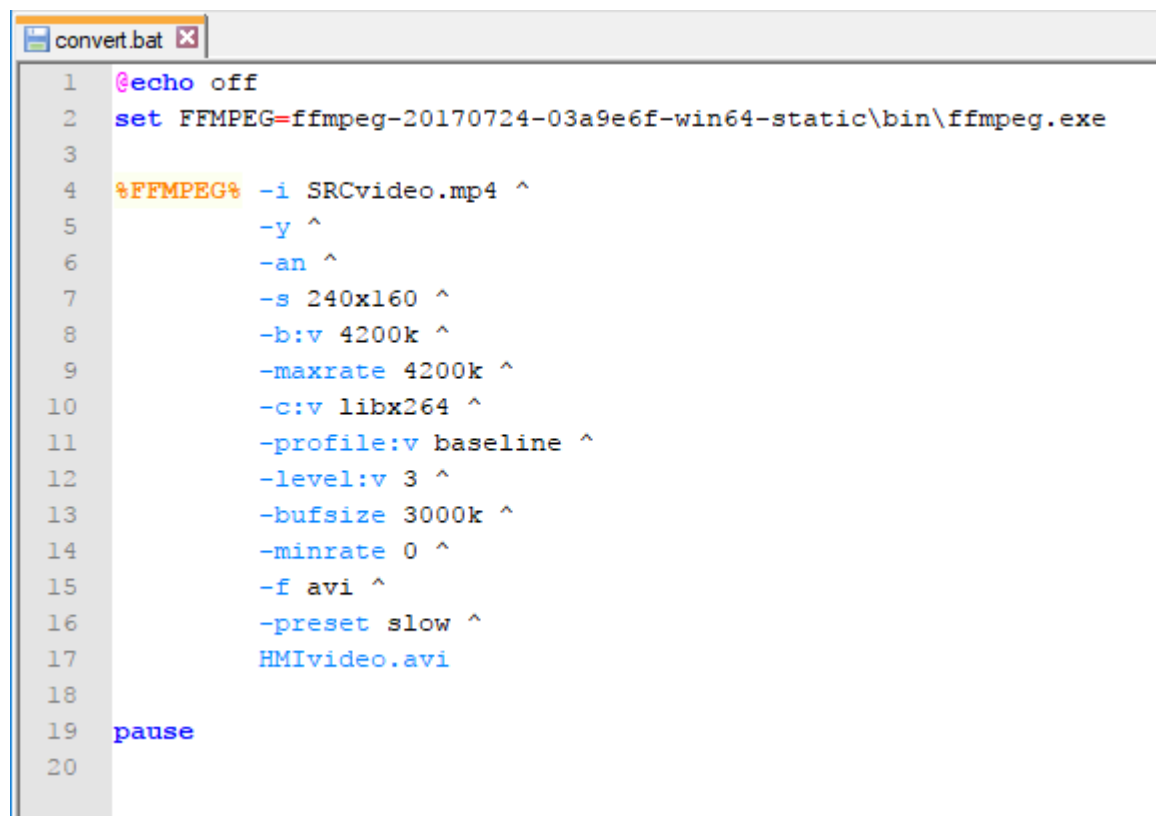 convert.bat
1 @echo off
2 set FFMPEG=ffmpeg-20170724-03a9e6f-win64-static\bin\ffmpeg.exe
3
4 %FFMPEG% -i SRCvideo.mp4 ^
5 -y ^
6 -an ^
7 -s 240x160 ^
8 -b:v 4200k ^
9 -maxrate 4200k ^
10 -c:v libx264 ^
11 -profile:v baseline ^
12 -level:v 3 ^
13 -bufsize 3000k ^
14 -minrate 0 ^
15 -f avi ^
16 -preset slow ^
17 HMIvideo.avi
18
19 pause
20